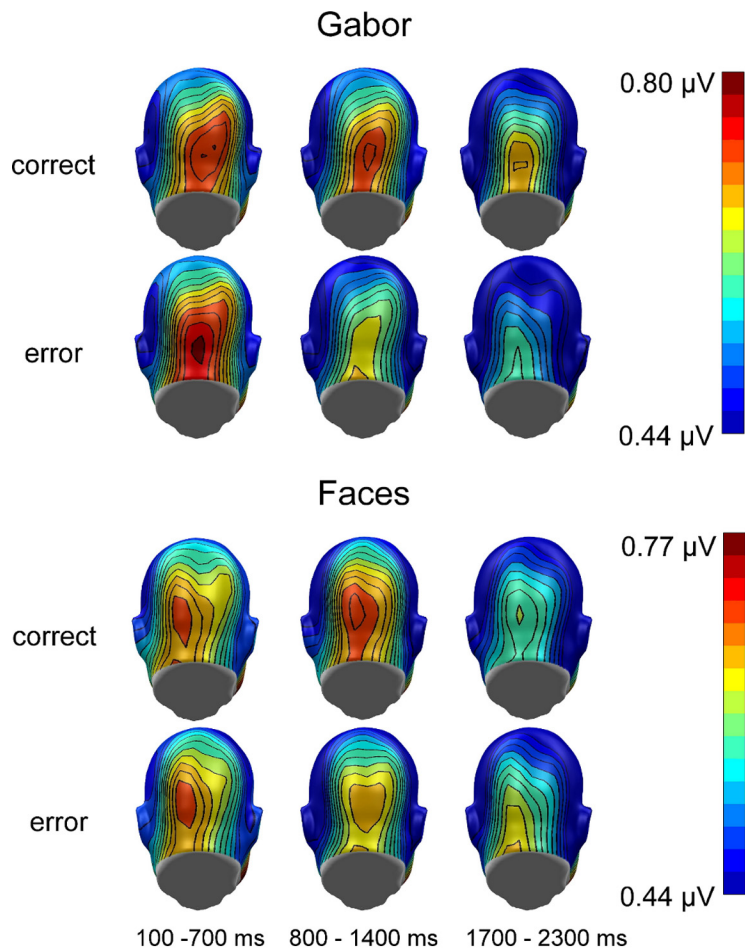 Gabor
correct
0.80 µV
error
0.44 µV
Faces
0.77 µV
correct
error
0.44 µV
100 -700 ms 800 - 1400 ms 1700 - 2300 ms